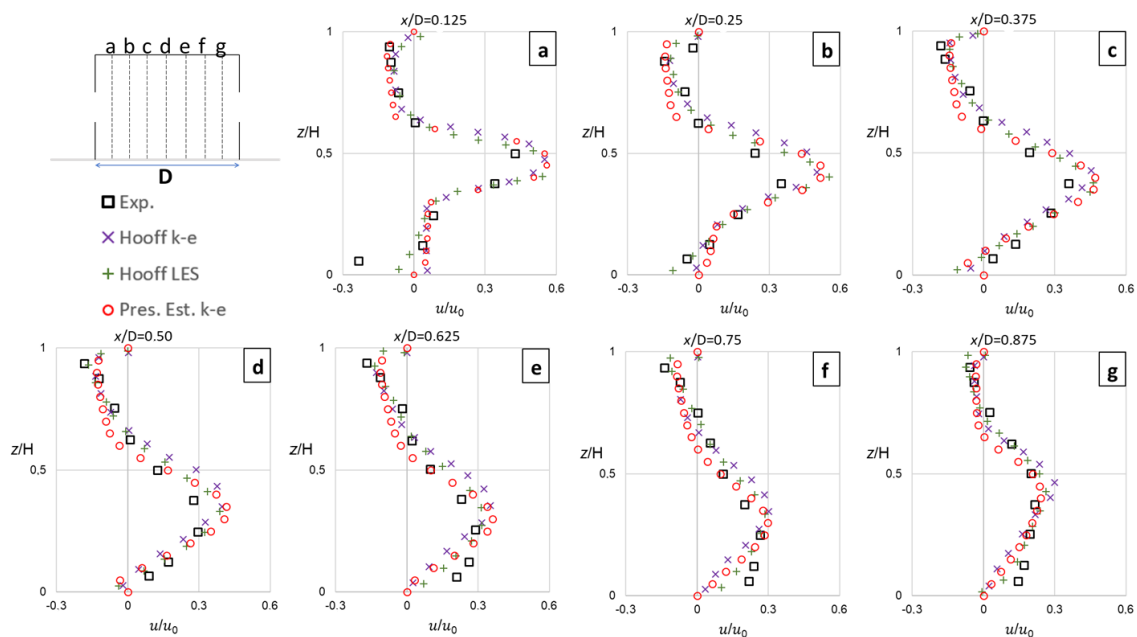 a b c d e f g
D
Exp.
Hooff k-e
Hooff LES
Pres. Est. k-e
x/D=0.125
a
1
z/H
0.5
0
-0.3 0 0.3 0.6
u/u₀
x/D=0.25
b
1
z/H
0.5
0
-0.3 0 0.3 0.6
u/u₀
x/D=0.375
c
1
z/H
0.5
0
-0.3 0 0.3 0.6
u/u₀
x/D=0.50
d
1
z/H
0.5
0
-0.3 0 0.3 0.6
u/u₀
x/D=0.625
e
1
z/H
0.5
0
-0.3 0 0.3 0.6
u/u₀
x/D=0.75
f
1
z/H
0.5
0
-0.3 0 0.3 0.6
u/u₀
x/D=0.875
g
1
z/H
0.5
0
-0.3 0 0.3 0.6
u/u₀